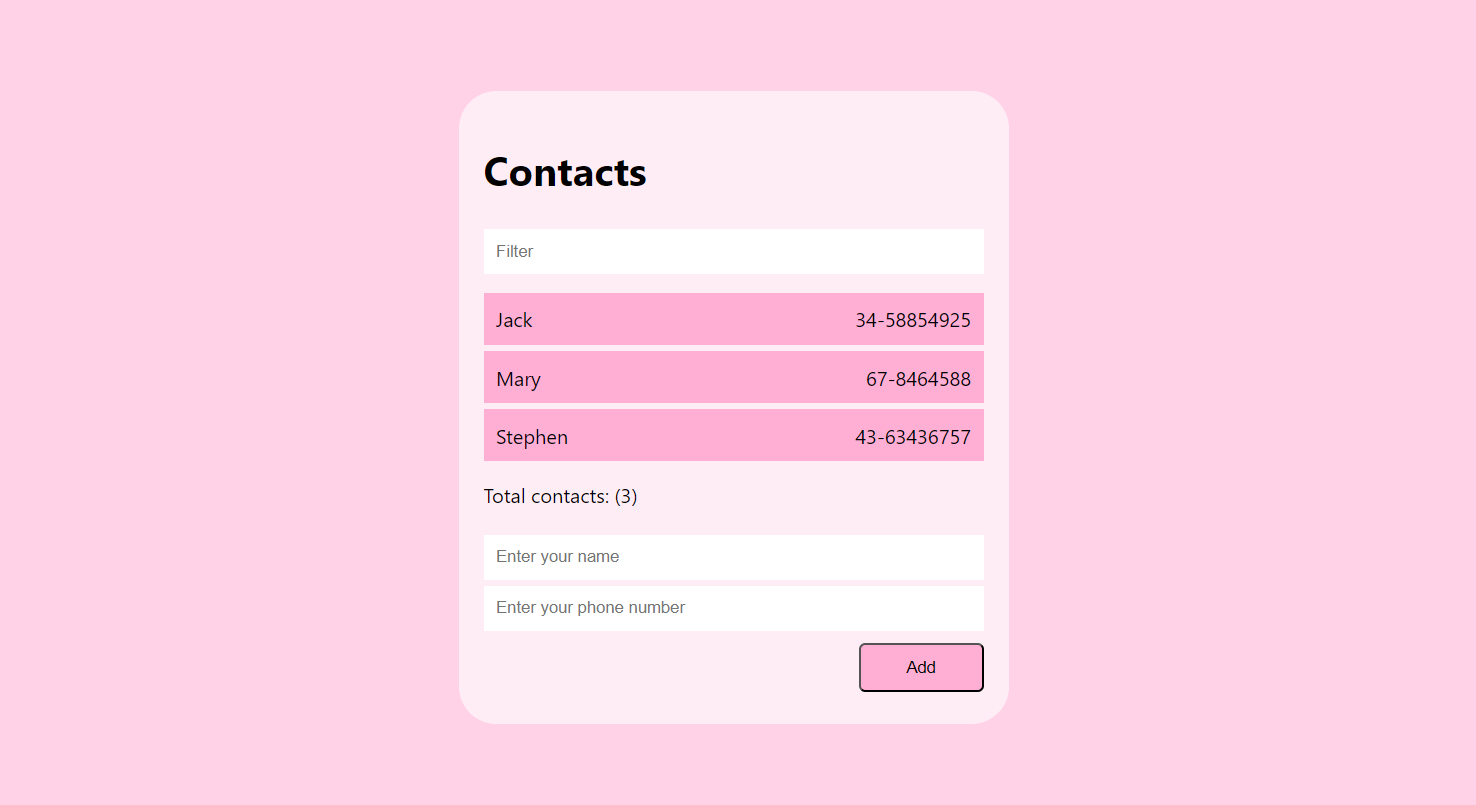 Contacts
Filter
Jack 34-58854925
Mary 67-8464588
Stephen 43-63436757
Total contacts: (3)
Enter your name
Enter your phone number
Add